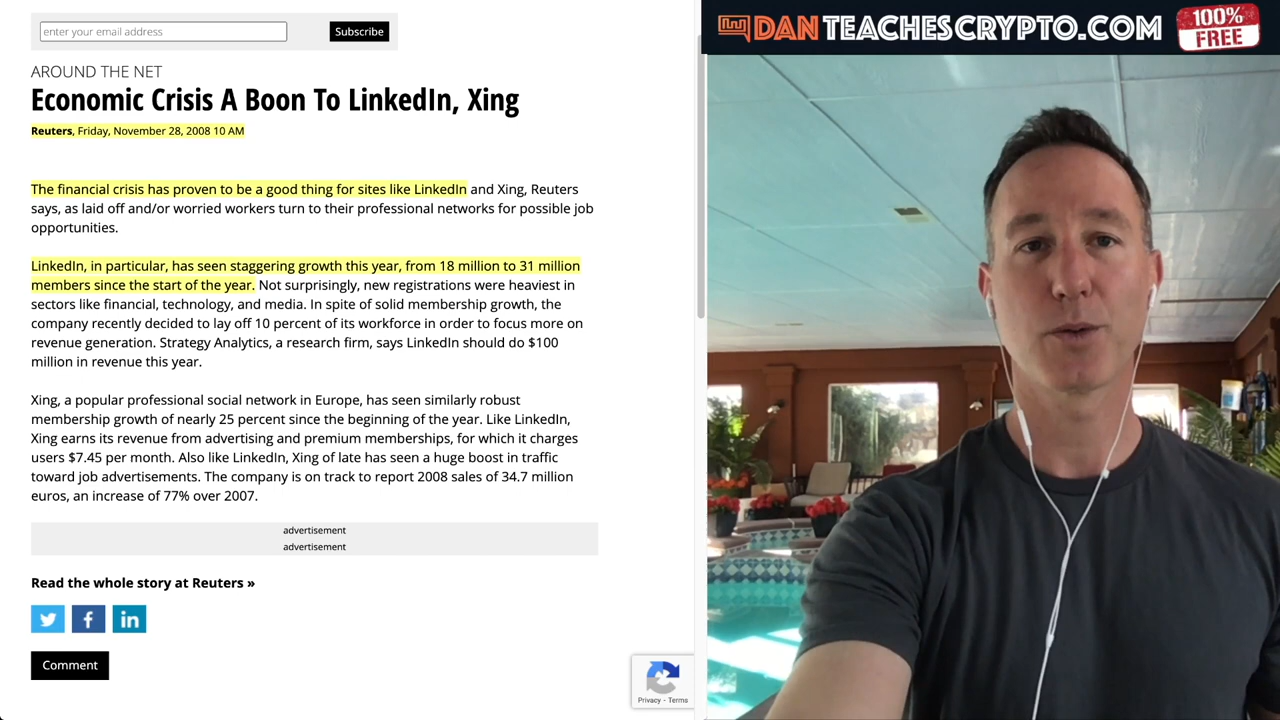 enter your email address
Subscribe
AROUND THE NET
Economic Crisis A Boon To LinkedIn, Xing
Reuters, Friday, November 28, 2008 10 AM
The financial crisis has proven to be a good thing for sites like LinkedIn and Xing, Reuters
says, as laid off and/or worried workers turn to their professional networks for possible job
opportunities.
LinkedIn, in particular, has seen staggering growth this year, from 18 million to 31 million
members since the start of the year. Not surprisingly, new registrations were heaviest in
sectors like financial, technology, and media. In spite of solid membership growth, the
company recently decided to lay off 10 percent of its workforce in order to focus more on
revenue generation. Strategy Analytics, a research firm, says LinkedIn should do $100
million in revenue this year.
Xing, a popular professional social network in Europe, has seen similarly robust
membership growth of nearly 25 percent since the beginning of the year. Like LinkedIn,
Xing earns its revenue from advertising and premium memberships, for which it charges
users $7.45 per month. Also like LinkedIn, Xing of late has seen a huge boost in traffic
toward job advertisements. The company is on track to report 2008 sales of 34.7 million
euros, an increase of 77% over 2007.
advertisement
advertisement
Read the whole story at Reuters »
f
in
Comment
Privacy - Terms
DANTEACHESCRYPTO.COM
100%
FREE